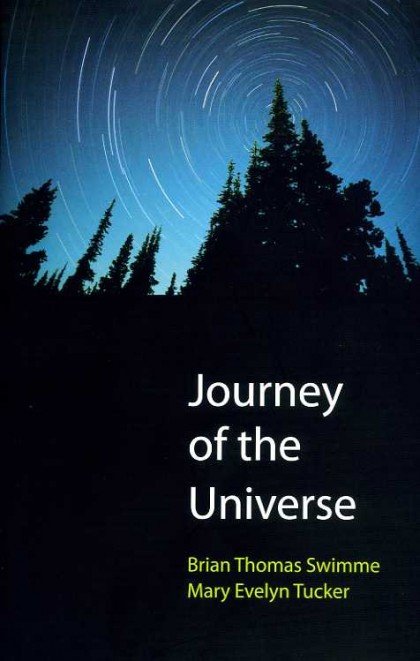 Journey
of the
Universe
Brian Thomas Swimme
Mary Evelyn Tucker